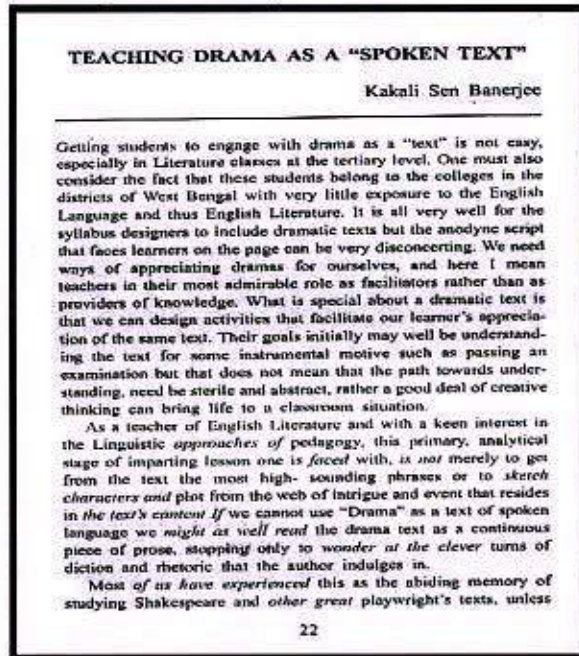 TEACHING DRAMA AS A “SPOKEN TEXT”
Kakali Sen Banerjee
Getting students to engage with drama as a “text” is not easy,
especially in Literature classes at the tertiary level. One must also
consider the fact that these students belong to the colleges in the
districts of West Bengal with very little exposure to the English
Language and thus English Literature. It is all very well for the
syllabus designers to include dramatic texts but the anodyne script
that faces learners on the page can be very disconcerting. We need
ways of appreciating dramas for ourselves, and here I mean
teachers in their most admirable role as facilitators rather than as
providers of knowledge. What is special about a dramatic text is
that we can design activities that facilitate our learner's apprecia-
tion of the same text. Their goals initially may well be understand-
ing the text for some instrumental motive such as passing an
examination but that does not mean that the path towards under-
standing, need be sterile and abstract, rather a good deal of creative
thinking can bring life to a classroom situation.
As a teacher of English Literature and with a keen interest in
the Linguistic approaches of pedagogy, this primary, analytical
stage of imparting lesson one is faced with, is not merely to get
from the text the most high- sounding phrases or to sketch
characters and plot from the web of intrigue and event that resides
in the text's content If we cannot use “Drama” as a text of spoken
language we might as well read the drama text as a continuous
piece of prose, stopping only to wonder at the clever turns of
diction and rhetoric that the author indulges in.
Most of us have experienced this as the abiding memory of
studying Shakespeare and other great playwright's texts, unless
22